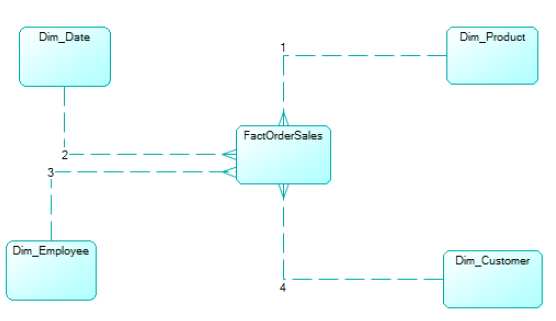 Dim_Date
Dim_Product
1
FactOrderSales
2
3
Dim_Employee
Dim_Customer
4